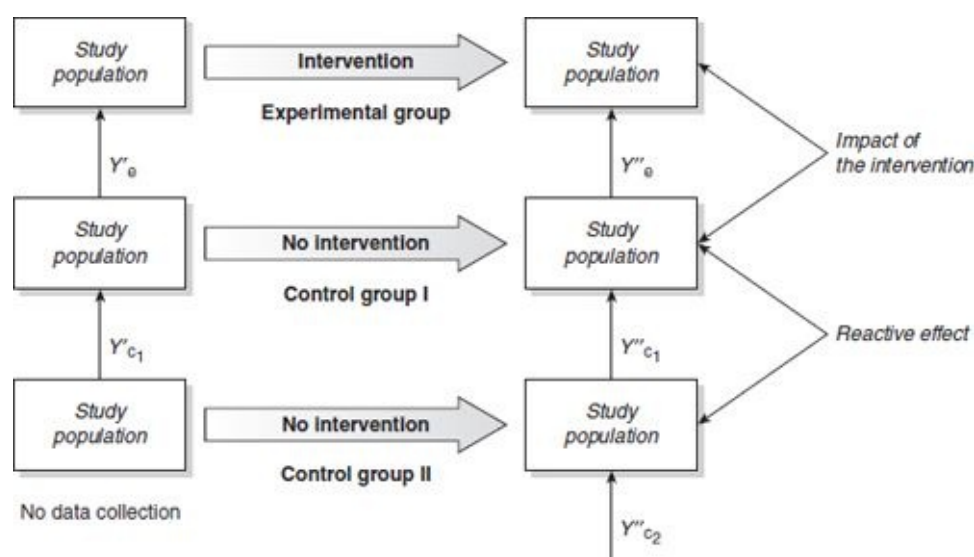 Study
population
Intervention
Experimental group
Study
population
Impact of
the intervention
Y'e
Y''e
Study
population
No intervention
Control group I
Study
population
Reactive effect
Y'c1
Y''c1
Study
population
No intervention
Control group II
Study
population
No data collection
Y''c2